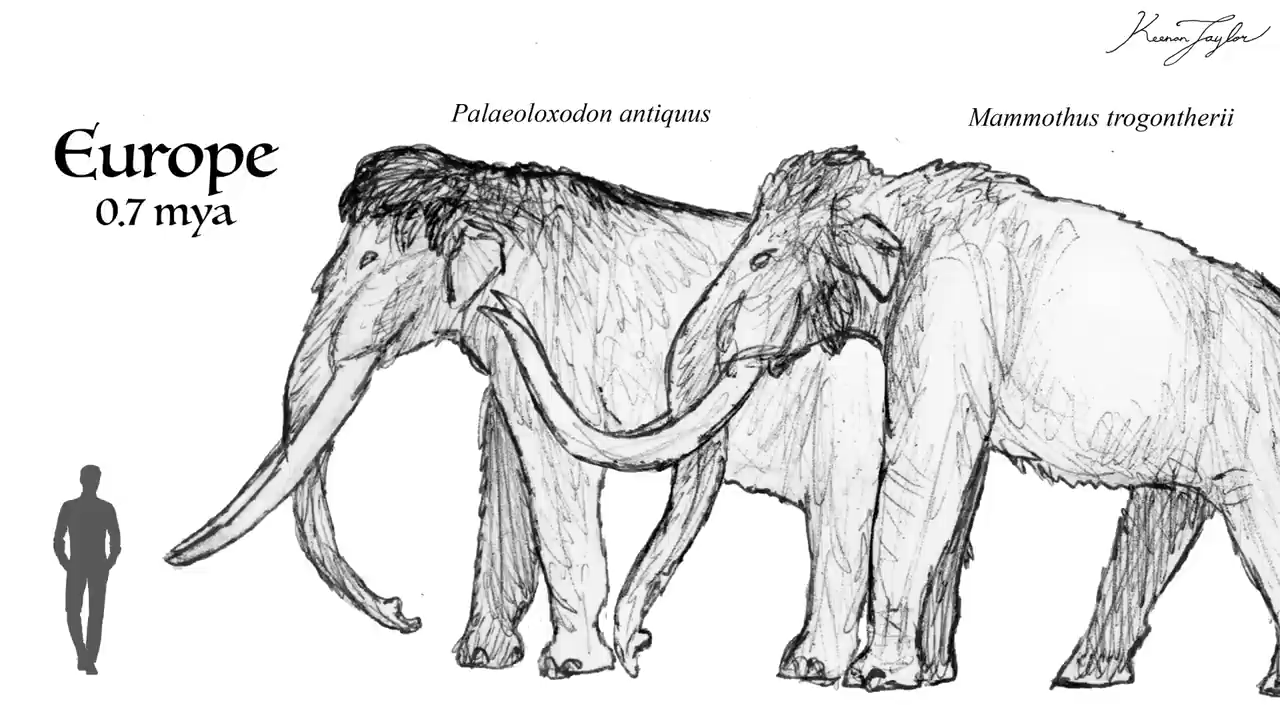 Keenan Taylor
Palaeoloxodon antiquus
Mammothus trogontherii
Europe
0.7 mya